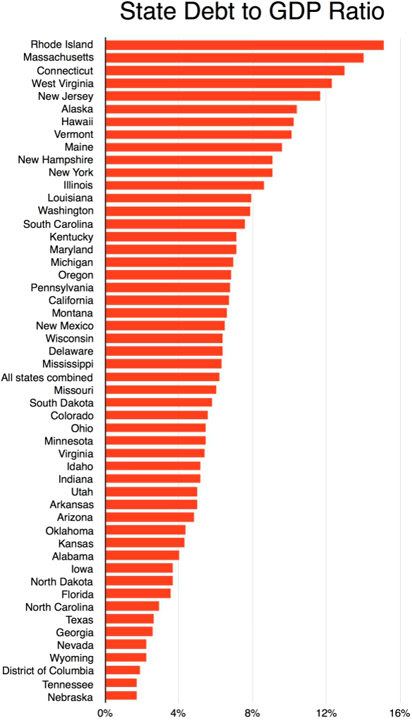 State Debt to GDP Ratio
Rhode Island
Massachusetts
Connecticut
West Virginia
New Jersey
Alaska
Hawaii
Vermont
Maine
New Hampshire
New York
Illinois
Louisiana
Washington
South Carolina
Kentucky
Maryland
Michigan
Oregon
Pennsylvania
California
Montana
New Mexico
Wisconsin
Delaware
Mississippi
All states combined
Missouri
South Dakota
Colorado
Ohio
Minnesota
Virginia
Idaho
Indiana
Utah
Arkansas
Arizona
Oklahoma
Kansas
Alabama
Iowa
North Dakota
Florida
North Carolina
Texas
Georgia
Nevada
Wyoming
District of Columbia
Tennessee
Nebraska
0% 4% 8% 12% 16%